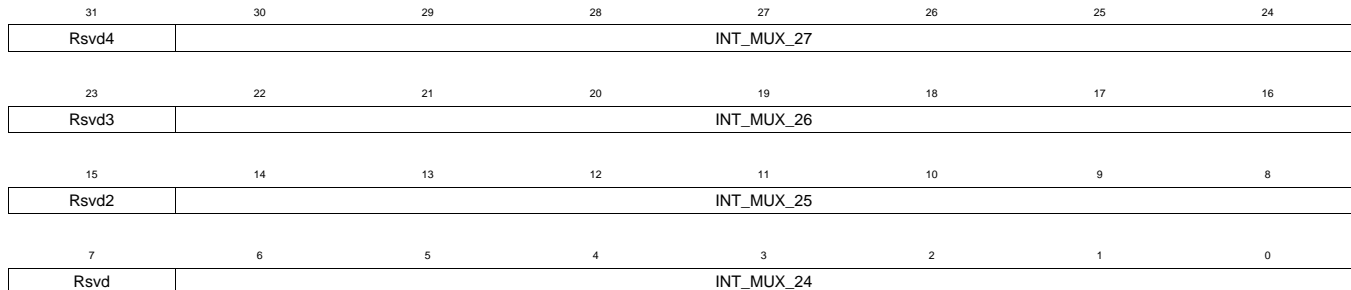 31 30 29 28 27 26 25 24
Rsvd4 INT_MUX_27
23 22 21 20 19 18 17 16
Rsvd3 INT_MUX_26
15 14 13 12 11 10 9 8
Rsvd2 INT_MUX_25
7 6 5 4 3 2 1 0
Rsvd INT_MUX_24